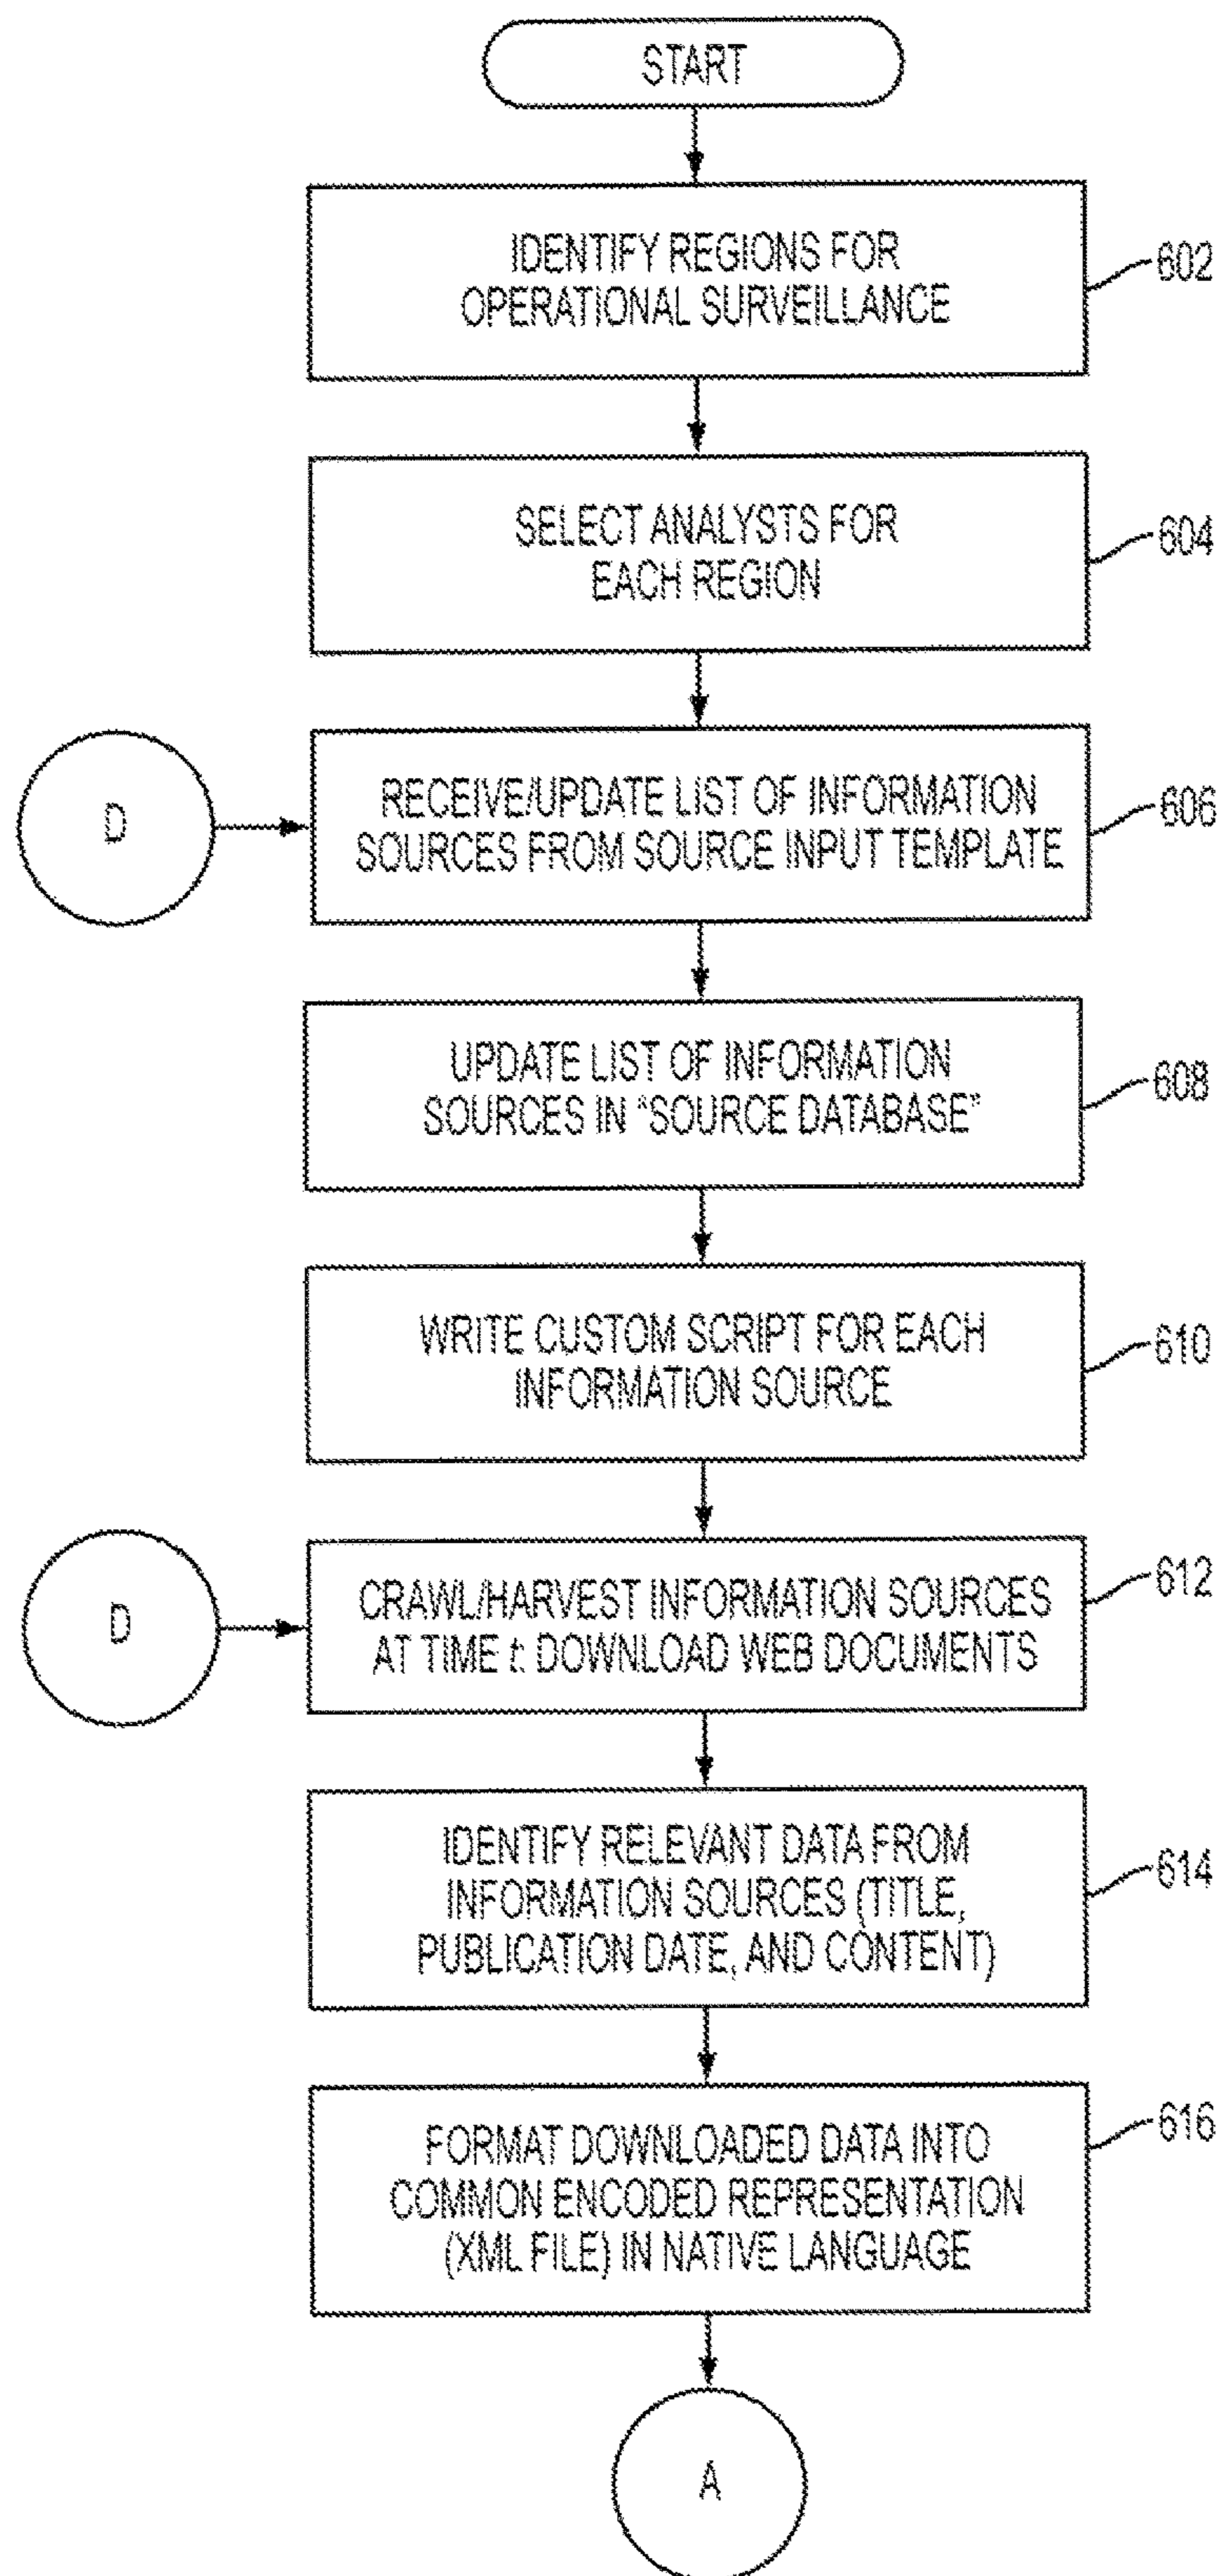 START
IDENTIFY REGIONS FOR
OPERATIONAL SURVEILLANCE
602
SELECT ANALYSTS FOR
EACH REGION
604
D
RECEIVE/UPDATE LIST OF INFORMATION
SOURCES FROM SOURCE INPUT TEMPLATE
606
UPDATE LIST OF INFORMATION
SOURCES IN “SOURCE DATABASE”
608
WRITE CUSTOM SCRIPT FOR EACH
INFORMATION SOURCE
610
D
CRAWL/HARVEST INFORMATION SOURCES
AT TIME t: DOWNLOAD WEB DOCUMENTS
612
IDENTIFY RELEVANT DATA FROM
INFORMATION SOURCES (TITLE,
PUBLICATION DATE, AND CONTENT)
614
FORMAT DOWNLOADED DATA INTO
COMMON ENCODED REPRESENTATION
(XML FILE) IN NATIVE LANGUAGE
616
A